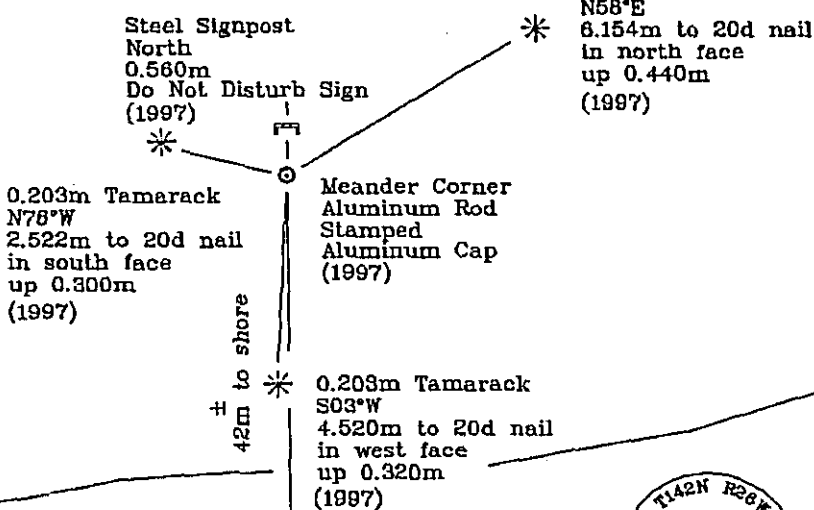 Steel Signpost
North
0.560m
Do Not Disturb Sign
(1997)
N58°E
6.154m to 20d nail
in north face
up 0.440m
(1997)
0.203m Tamarack
N78°W
2.522m to 20d nail
in south face
up 0.300m
(1997)
Meander Corner
Aluminum Rod
Stamped
Aluminum Cap
(1997)
± 42m to shore
0.203m Tamarack
S03°W
4.520m to 20d nail
in west face
up 0.320m
(1997)
T142N R26W